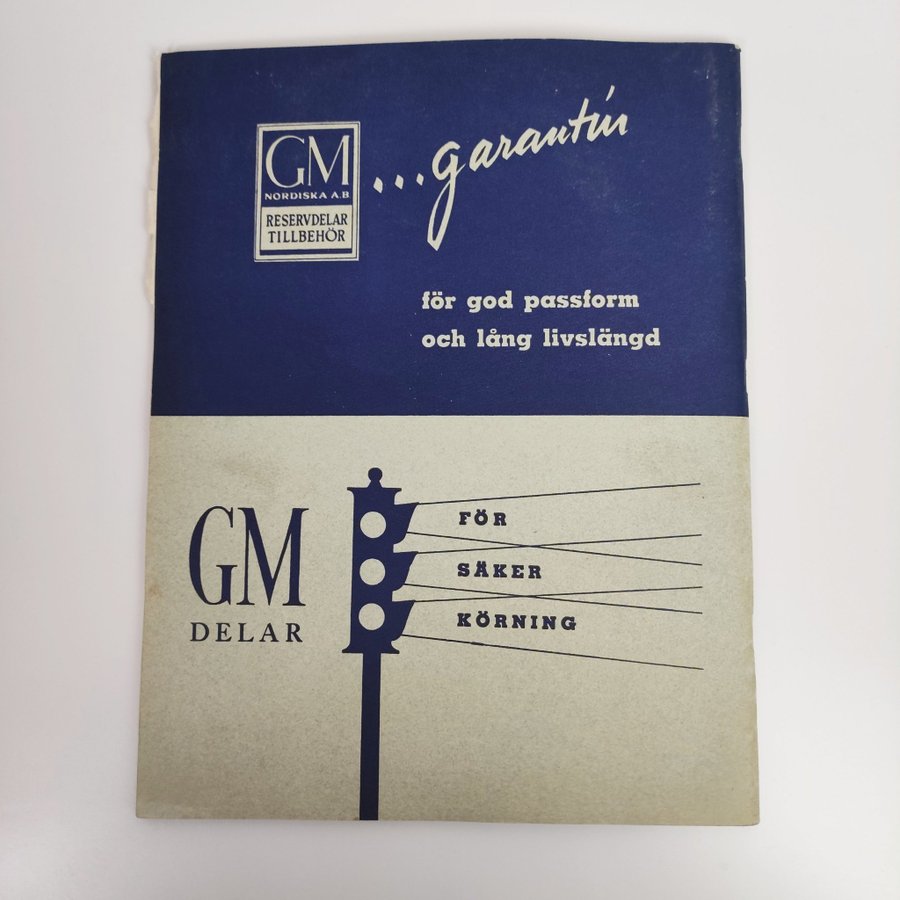 GM
NORDISKA A.B.
RESERVDELAR
TILLBEHÖR
...garantin
för god passform
och lång livslängd
GM
DELAR
FÖR
SÄKER
KÖRNING